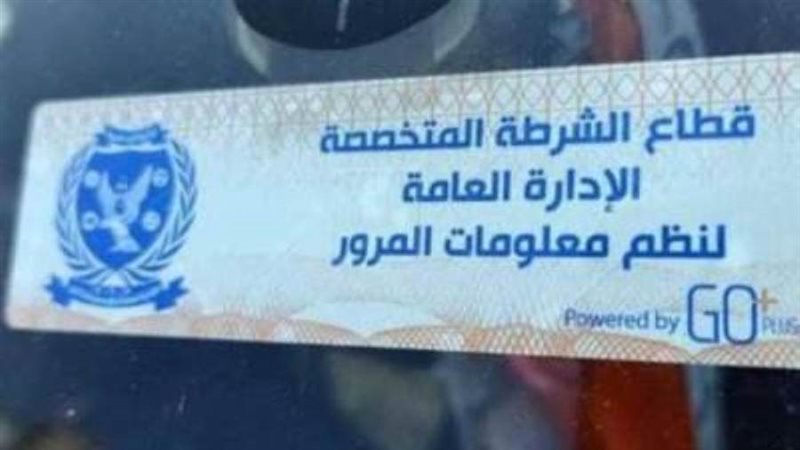 قطاع الشرطة المتخصصة
الإدارة العامة
لنظم معلومات المرور
Powered by GO+ PLUS